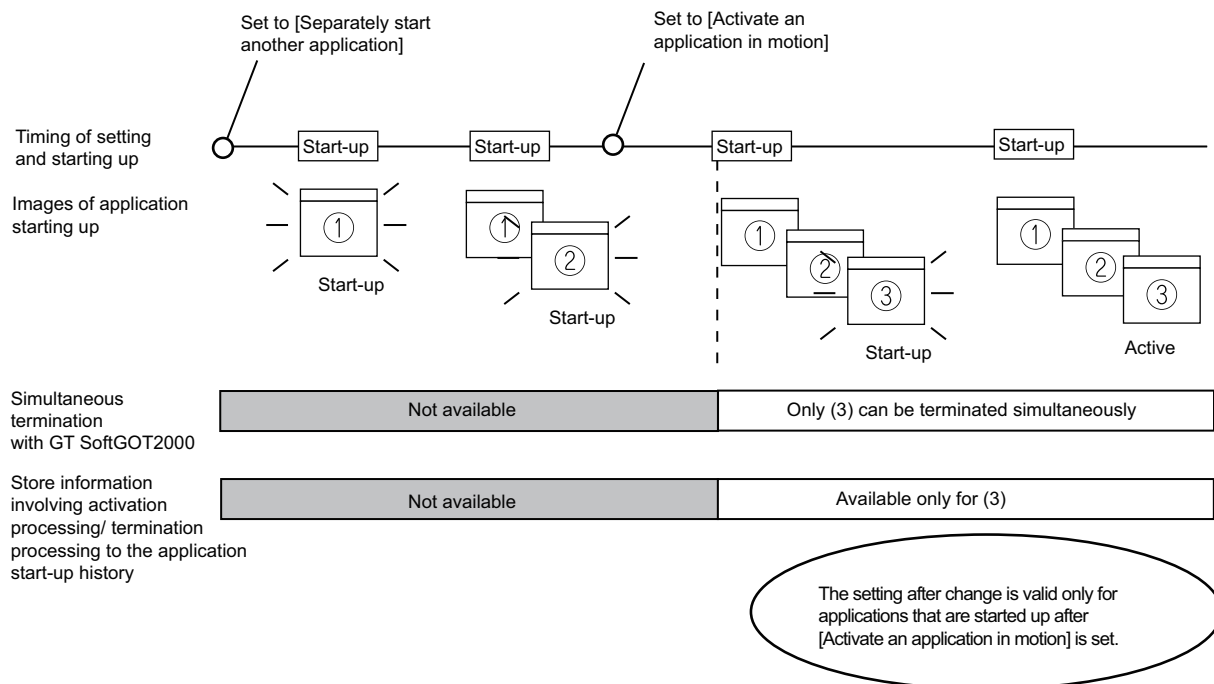 Set to [Separately start
another application]
Set to [Activate an
application in motion]
Timing of setting
and starting up
Start-up
Start-up
Start-up
Start-up
Images of application
starting up
①
Start-up
①
②
Start-up
①
②
③
Start-up
①
②
③
Active
Simultaneous
termination
with GT SoftGOT2000
Not available
Only (3) can be terminated simultaneously
Store information
involving activation
processing/ termination
processing to the application
start-up history
Not available
Available only for (3)
The setting after change is valid only for
applications that are started up after
[Activate an application in motion] is set.